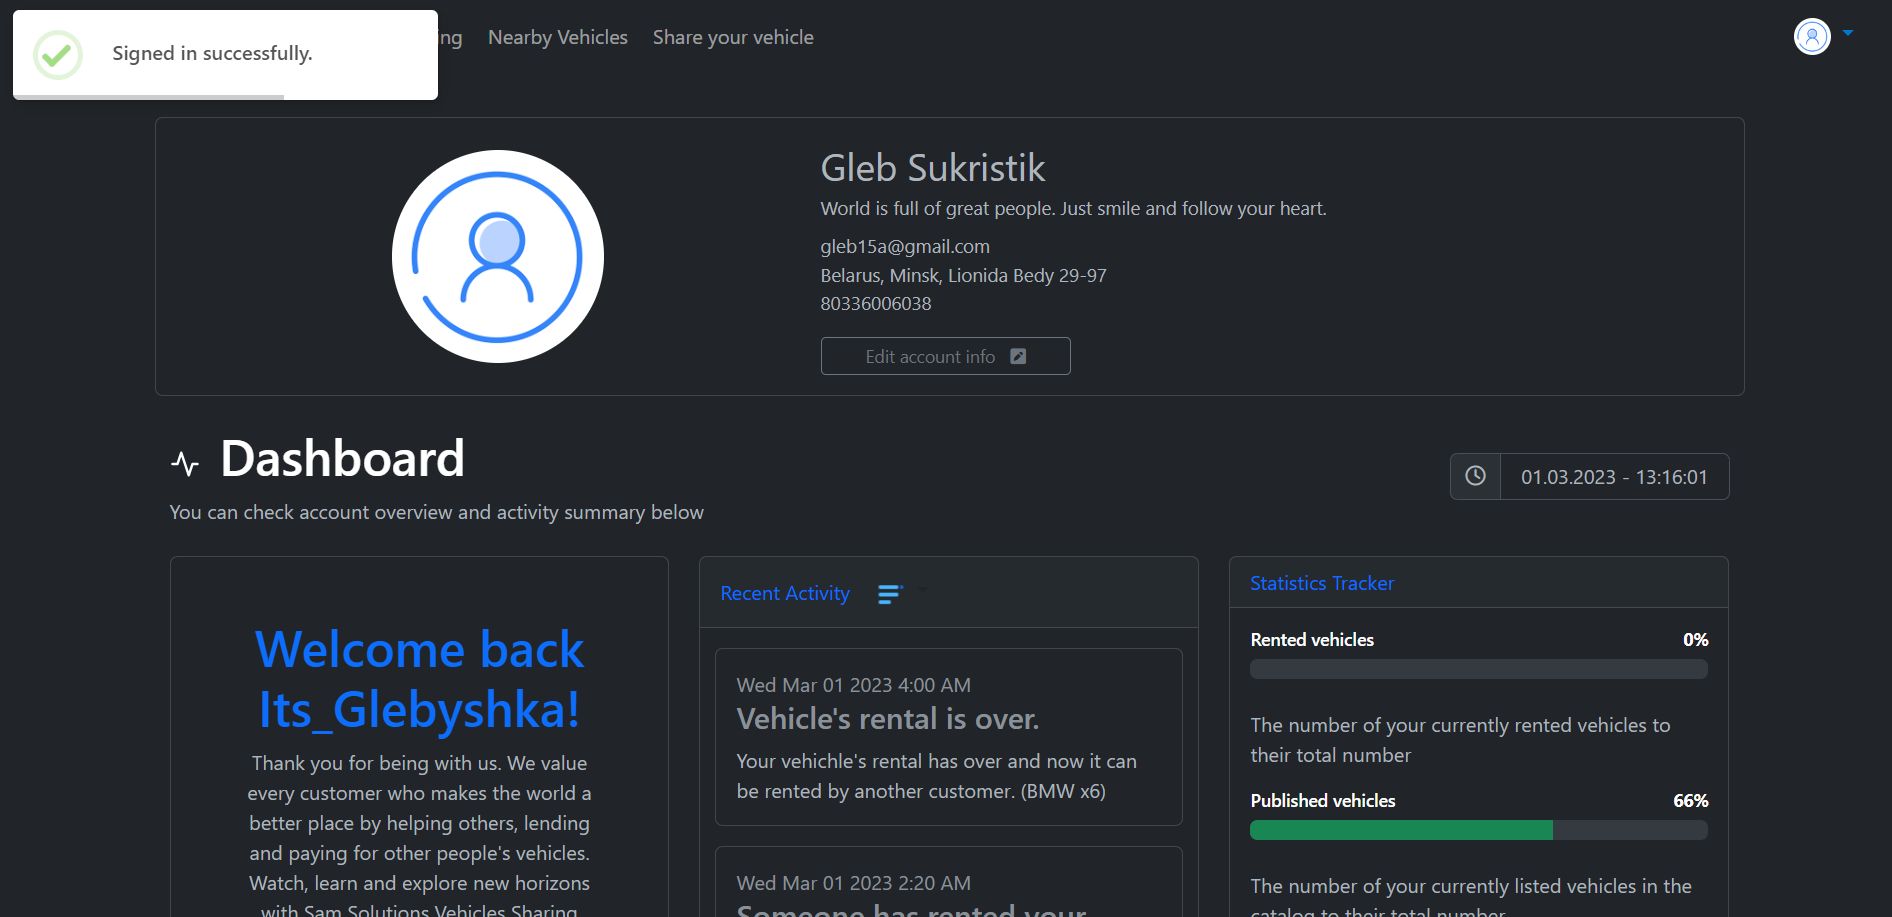 Signed in successfully.
Nearby Vehicles
Share your vehicle
Gleb Sukristik
World is full of great people. Just smile and follow your heart.
gleb15a@gmail.com
Belarus, Minsk, Lionida Bedy 29-97
80336006038
Edit account info
Dashboard
01.03.2023 - 13:16:01
You can check account overview and activity summary below
Welcome back
Its_Glebyshka!
Thank you for being with us. We value
every customer who makes the world a
better place by helping others, lending
and paying for other people's vehicles.
Watch, learn and explore new horizons
with Sam Solutions Vehicles Sharing
Recent Activity
Wed Mar 01 2023 4:00 AM
Vehicle's rental is over.
Your vehichle's rental has over and now it can
be rented by another customer. (BMW x6)
Wed Mar 01 2023 2:20 AM
Someone has rented your
Statistics Tracker
Rented vehicles 0%
The number of your currently rented vehicles to
their total number
Published vehicles 66%
The number of your currently listed vehicles in the
catalog to their total number